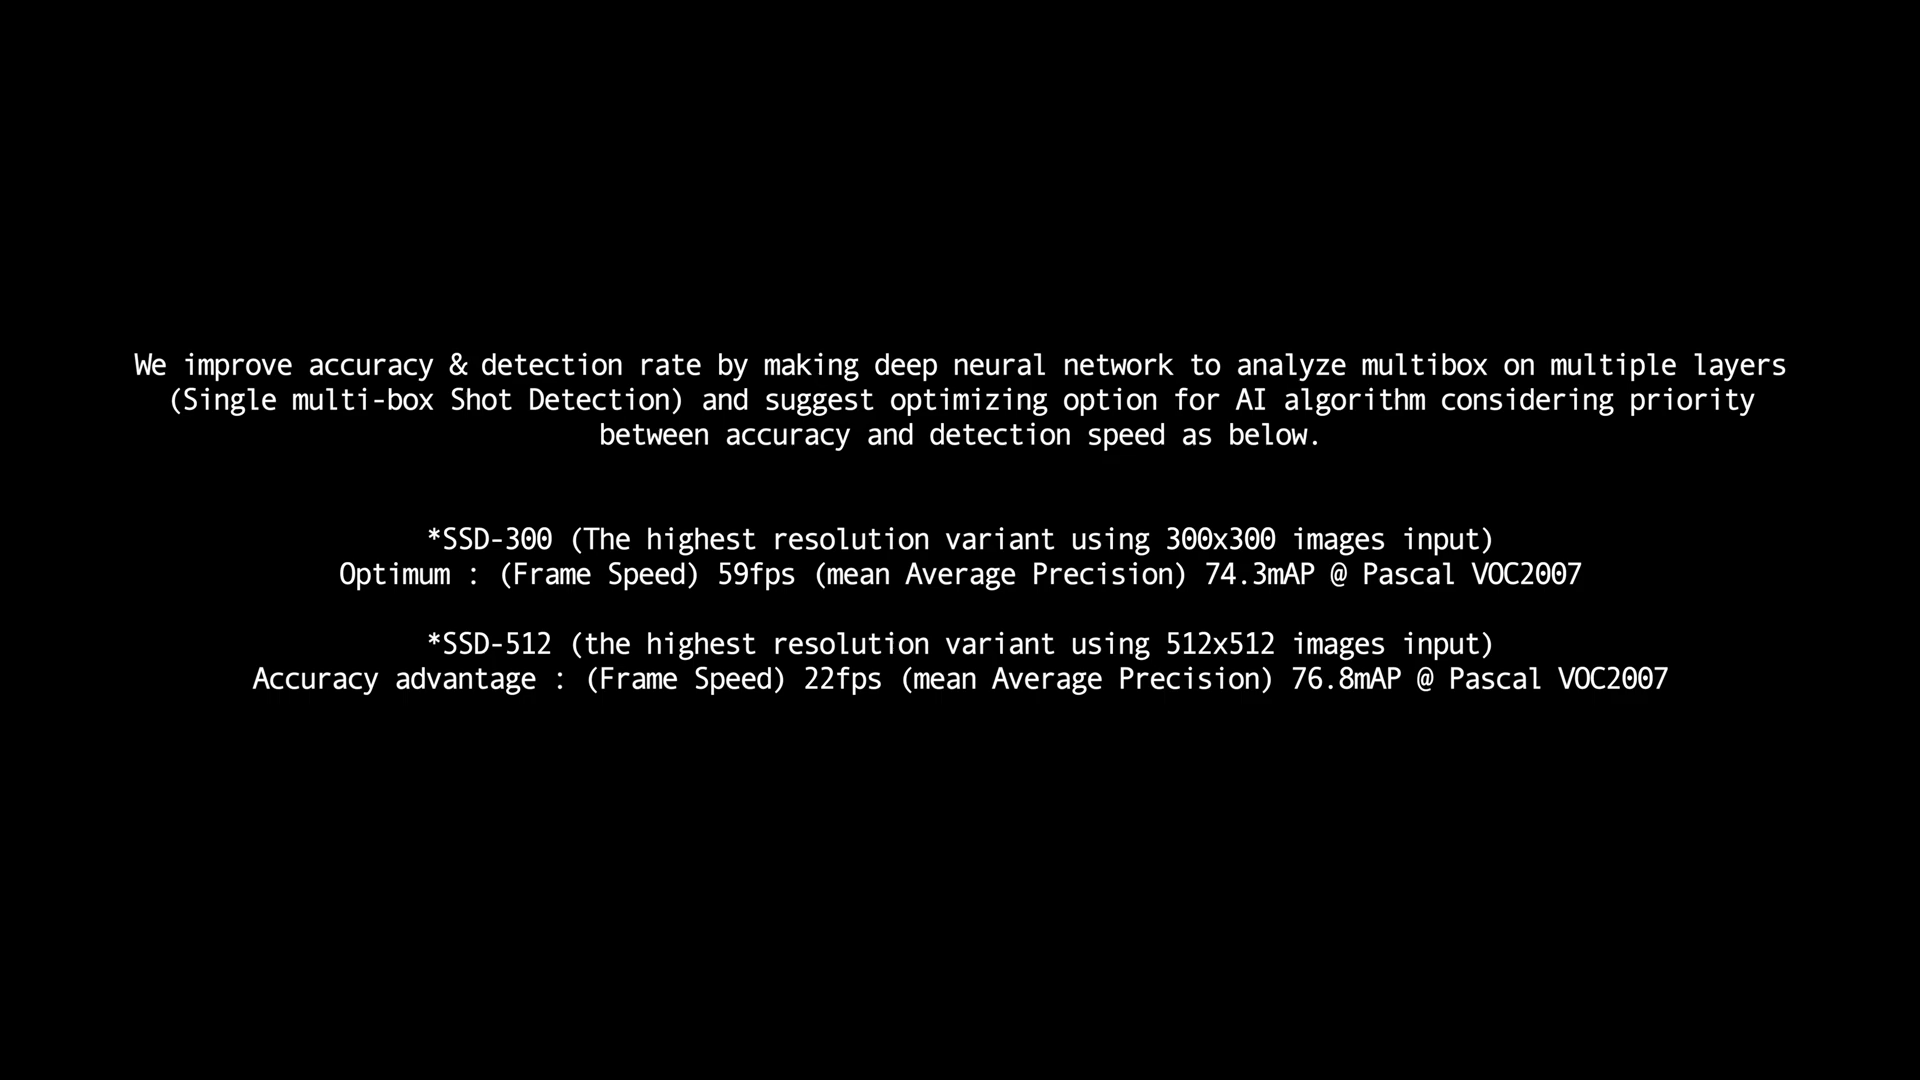 We improve accuracy & detection rate by making deep neural network to analyze multibox on multiple layers
(Single multi-box Shot Detection) and suggest optimizing option for AI algorithm considering priority
between accuracy and detection speed as below.
*SSD-300 (The highest resolution variant using 300x300 images input)
Optimum : (Frame Speed) 59fps (mean Average Precision) 74.3mAP @ Pascal VOC2007
*SSD-512 (the highest resolution variant using 512x512 images input)
Accuracy advantage : (Frame Speed) 22fps (mean Average Precision) 76.8mAP @ Pascal VOC2007